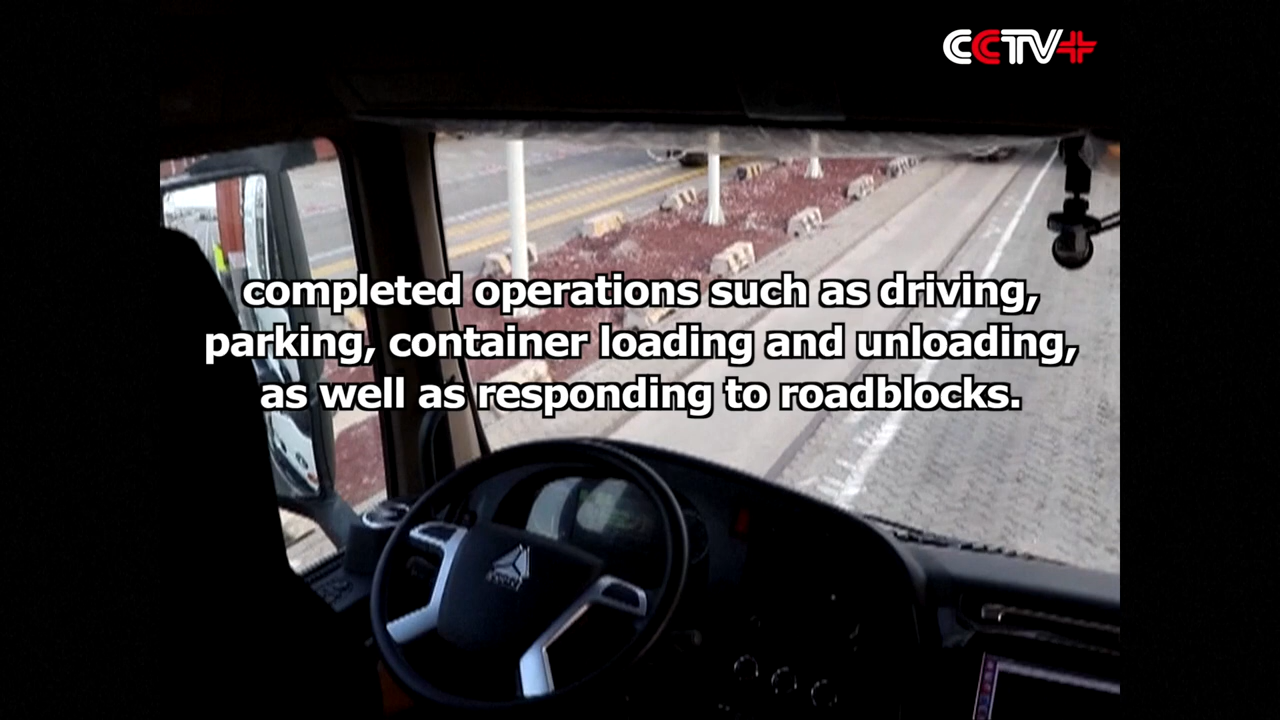 CCTV+
completed operations such as driving,
parking, container loading and unloading,
as well as responding to roadblocks.